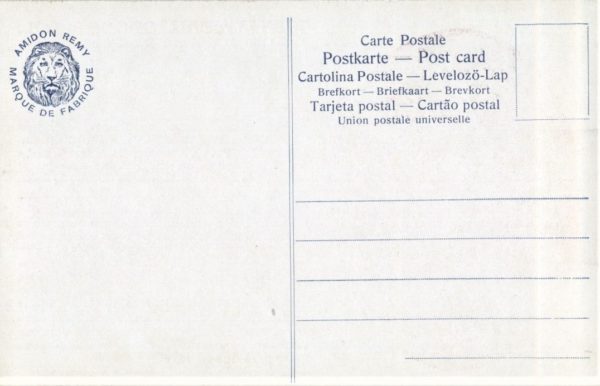 AMIDON REMY
MARQUE DE FABRIQUE
Carte Postale
Postkarte — Post card
Cartolina Postale — Levelozö-Lap
Brefkort — Briefkaart — Brevkort
Tarjeta postal — Cartão postal
Union postale universelle